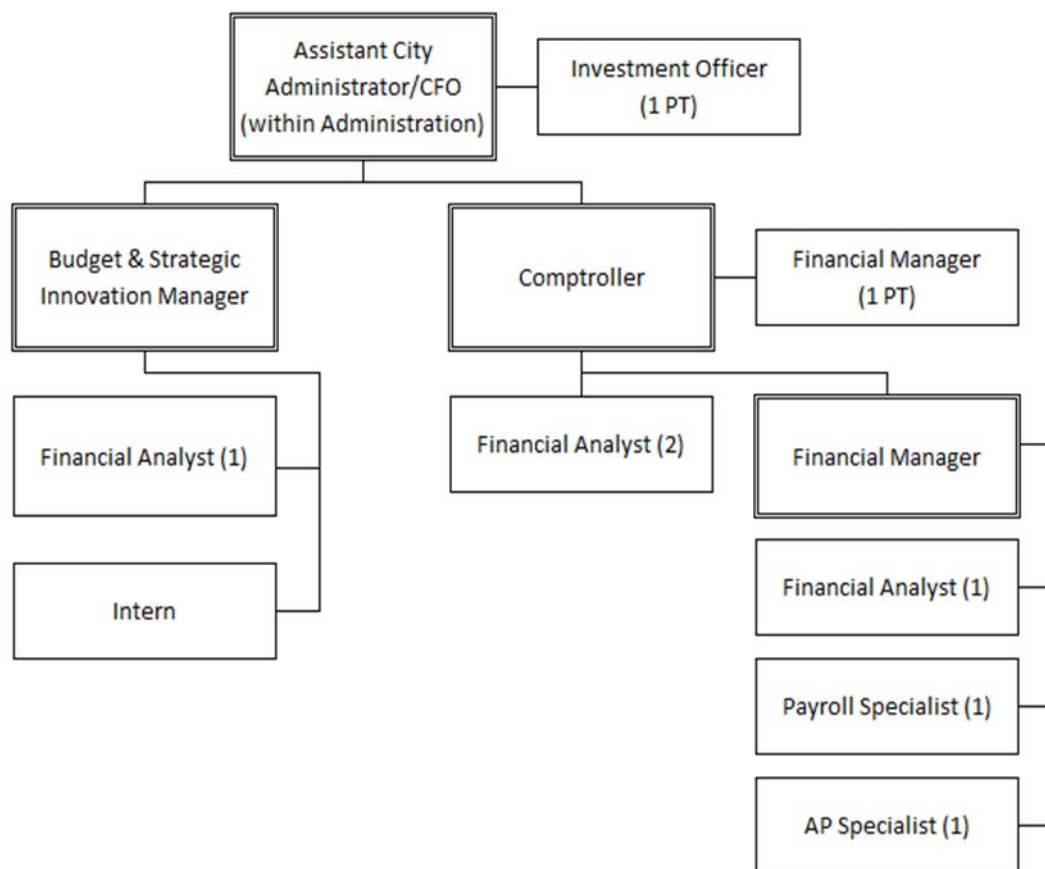 Assistant City
Administrator/CFO
(within Administration)
Investment Officer
(1 PT)
Budget & Strategic
Innovation Manager
Comptroller
Financial Manager
(1 PT)
Financial Analyst (1)
Financial Analyst (2)
Financial Manager
Intern
Financial Analyst (1)
Payroll Specialist (1)
AP Specialist (1)